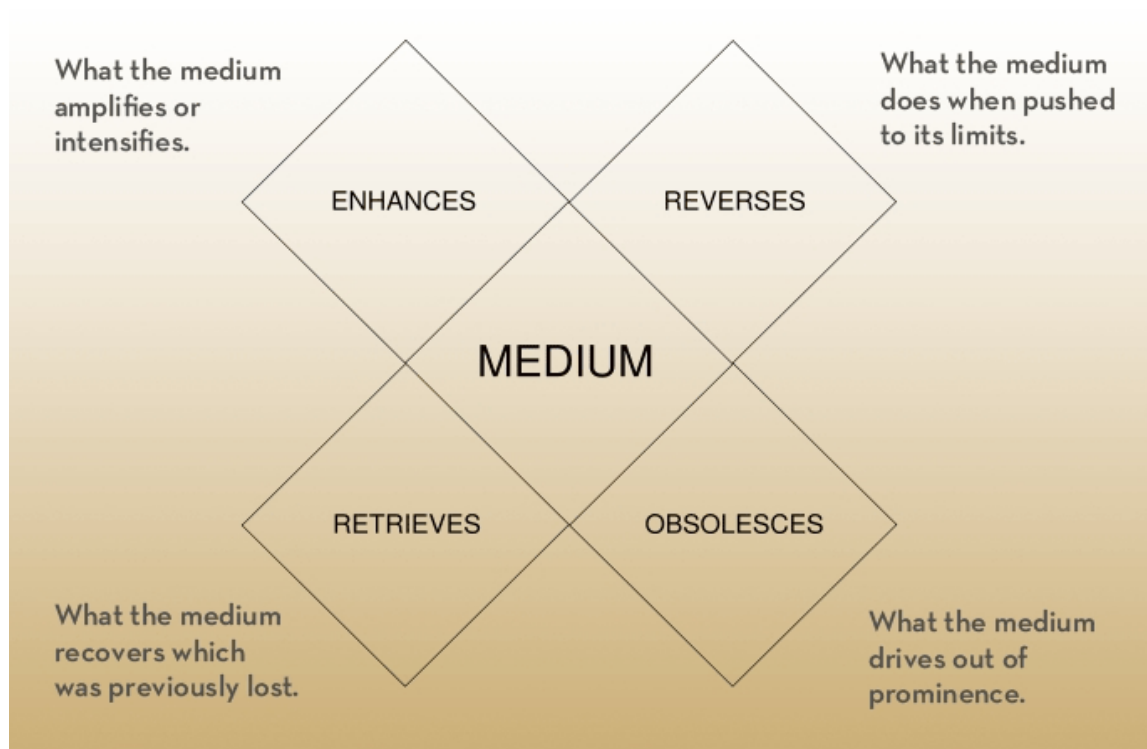 What the medium
amplifies or
intensifies.
What the medium
does when pushed
to its limits.
ENHANCES
REVERSES
MEDIUM
RETRIEVES
OBSOLESCES
What the medium
recovers which
was previously lost.
What the medium
drives out of
prominence.